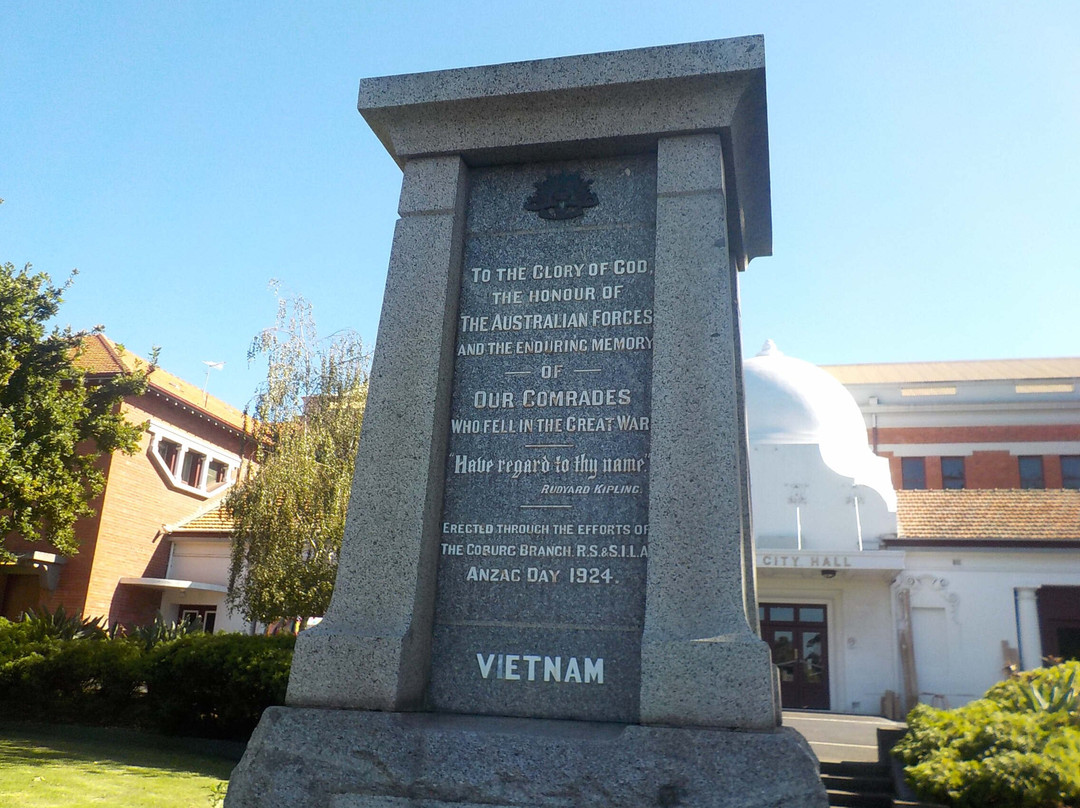 TO THE GLORY OF GOD,
THE HONOUR OF
THE AUSTRALIAN FORCES
AND THE ENDURING MEMORY
OF
OUR COMRADES
WHO FELL IN THE GREAT WAR
"Have regard to thy name."
RUDYARD KIPLING.
ERECTED THROUGH THE EFFORTS OF
THE COBURG BRANCH, R.S.&S.I.L.A.
ANZAC DAY 1924.
VIETNAM
CITY HALL